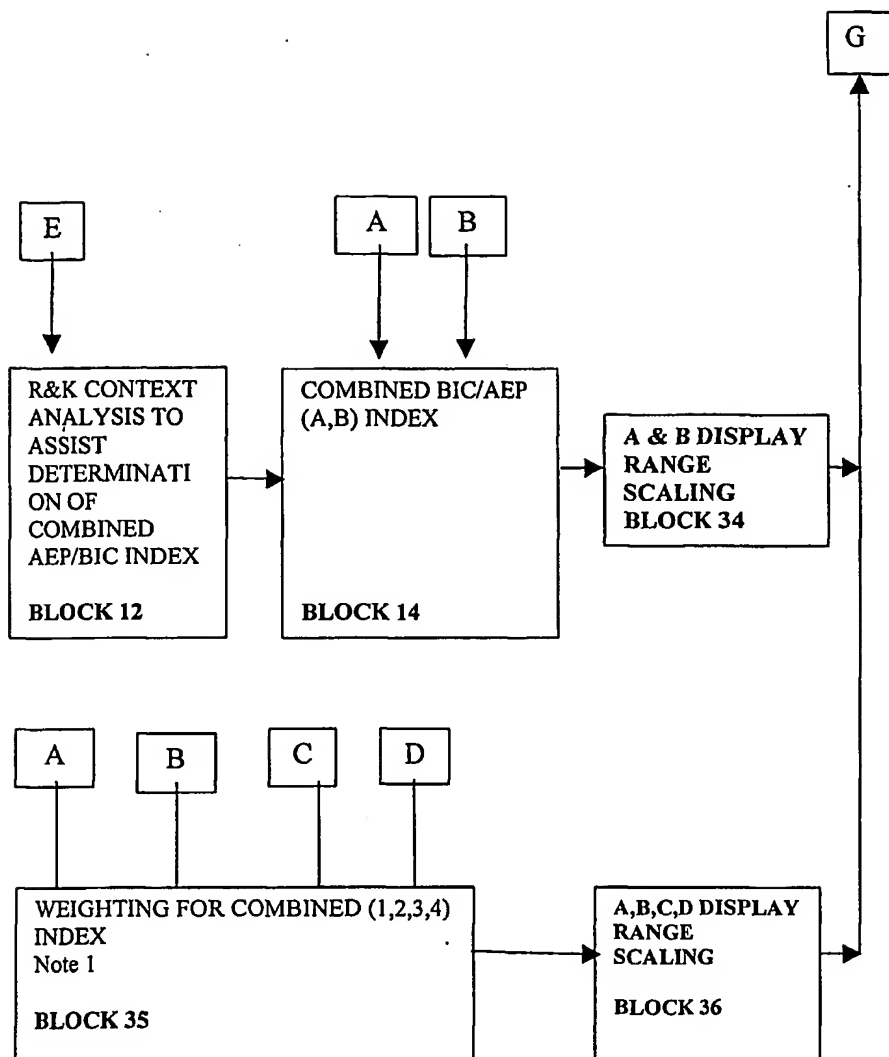 G
E
A
B
R&K CONTEXT
ANALYSIS TO
ASSIST
DETERMINATI
ON OF
COMBINED
AEP/BIC INDEX
BLOCK 12
COMBINED BIC/AEP
(A,B) INDEX
BLOCK 14
A & B DISPLAY
RANGE
SCALING
BLOCK 34
A
B
C
D
WEIGHTING FOR COMBINED (1,2,3,4)
INDEX
Note 1
BLOCK 35
A,B,C,D DISPLAY
RANGE
SCALING
BLOCK 36